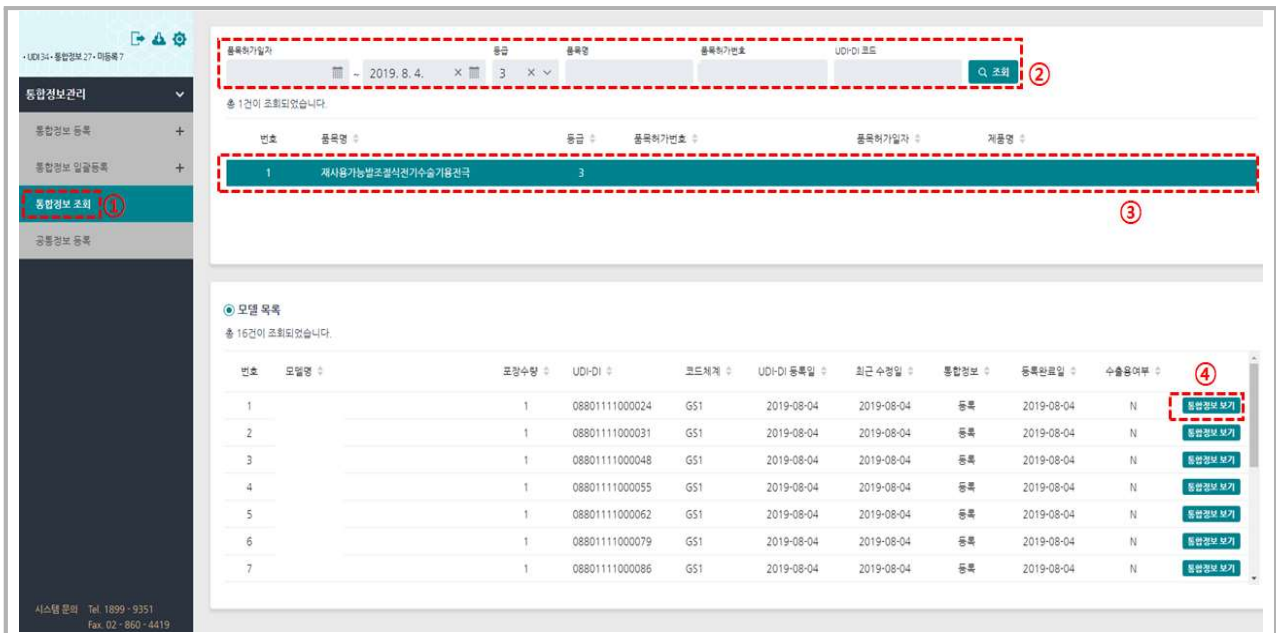 • UDI 34 • 통합정보 27 • 미등록 7
통합정보관리
통합정보 등록 +
통합정보 일괄등록 +
통합정보 조회 ①
공통정보 등록
시스템 문의 Tel. 1899 - 9351
Fax. 02 - 860 - 4419
품목허가일자 등급 품목명 품목허가번호 UDI-DI 코드
~ 2019. 8. 4. × 3 × 조회 ②
총 1건이 조회되었습니다.
번호 품목명 등급 품목허가번호 품목허가일자 제품명
1 재사용가능발조절식전기수술기용전극 3
③
모델 목록
총 16건이 조회되었습니다.
번호 모델명 포장수량 UDI-DI 코드체계 UDI-DI 등록일 최근 수정일 통합정보 등록완료일 수출용여부 ④
1 1 08801111000024 GS1 2019-08-04 2019-08-04 등록 2019-08-04 N 통합정보 보기
2 1 08801111000031 GS1 2019-08-04 2019-08-04 등록 2019-08-04 N 통합정보 보기
3 1 08801111000048 GS1 2019-08-04 2019-08-04 등록 2019-08-04 N 통합정보 보기
4 1 08801111000055 GS1 2019-08-04 2019-08-04 등록 2019-08-04 N 통합정보 보기
5 1 08801111000062 GS1 2019-08-04 2019-08-04 등록 2019-08-04 N 통합정보 보기
6 1 08801111000079 GS1 2019-08-04 2019-08-04 등록 2019-08-04 N 통합정보 보기
7 1 08801111000086 GS1 2019-08-04 2019-08-04 등록 2019-08-04 N 통합정보 보기